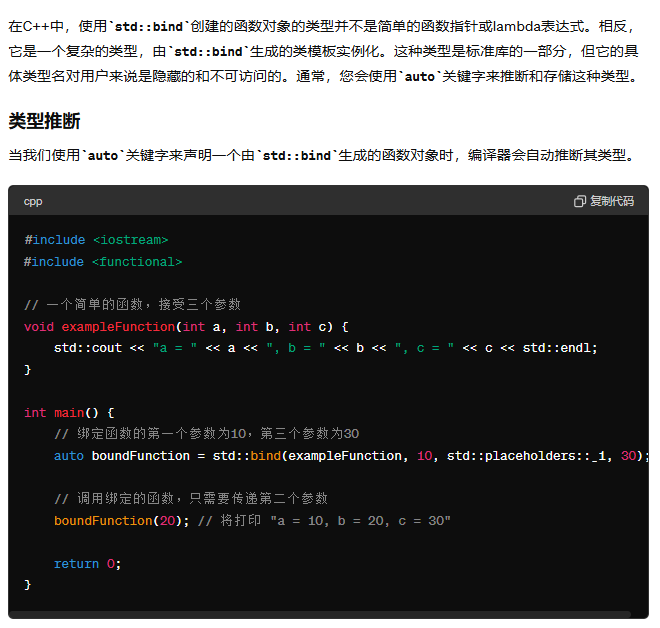 在C++中，使用`std::bind`创建的函数对象的类型并不是简单的函数指针或lambda表达式。相反，
它是一个复杂的类型，由`std::bind`生成的类模板实例化。这种类型是标准库的一部分，但它的具
体类型名对用户来说是隐藏的和不可访问的。通常，您会使用`auto`关键字来推断和存储这种类型。
类型推断
当我们使用`auto`关键字来声明一个由`std::bind`生成的函数对象时，编译器会自动推断其类型。
cpp 复制代码
#include <iostream>
#include <functional>
// 一个简单的函数，接受三个参数
void exampleFunction(int a, int b, int c) {
    std::cout << "a = " << a << ", b = " << b << ", c = " << c << std::endl;
}
int main() {
    // 绑定函数的第一个参数为10，第三个参数为30
    auto boundFunction = std::bind(exampleFunction, 10, std::placeholders::_1, 30);
    // 调用绑定的函数，只需要传递第二个参数
    boundFunction(20); // 将打印 "a = 10, b = 20, c = 30"
    return 0;
}